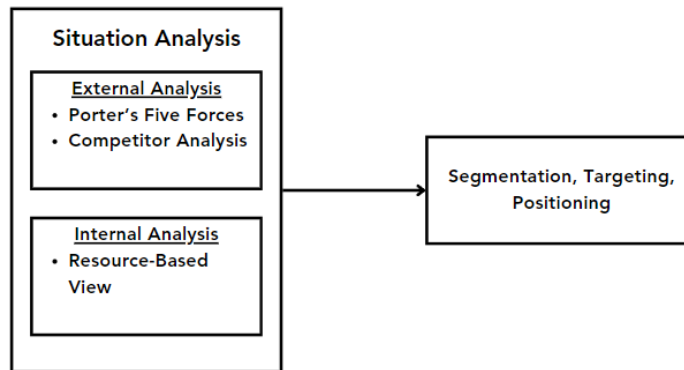 Situation Analysis
External Analysis
• Porter's Five Forces
• Competitor Analysis
Internal Analysis
• Resource-Based
View
Segmentation, Targeting,
Positioning